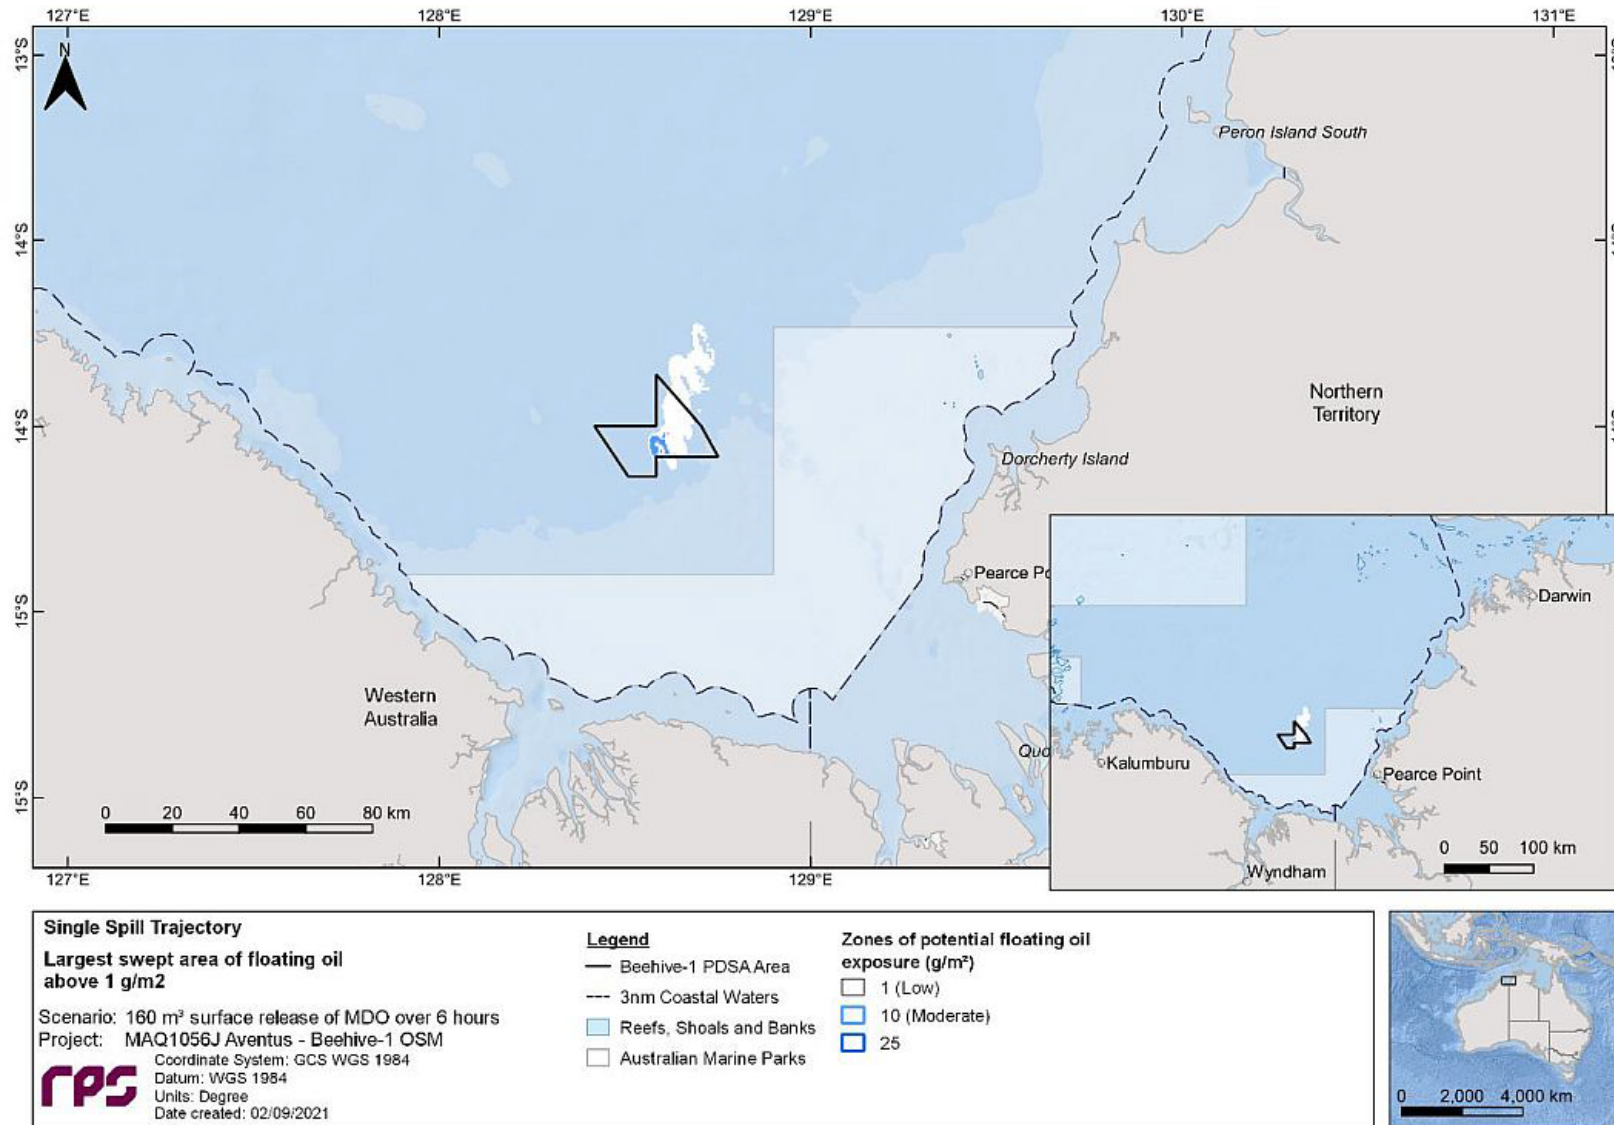 127°E 128°E 129°E 130°E 131°E
N
13°S
Peron Island South
14°S
Northern
Territory
14°S
Dorcherty Island
Pearce
15°S
Darwin
Western
Australia
Kalumburu
Pearce Point
15°S
0 20 40 60 80 km
0 50 100 km
Wyndham
127°E 128°E 129°E
Single Spill Trajectory
Largest swept area of floating oil
above 1 g/m2
Scenario: 160 m³ surface release of MDO over 6 hours
Project: MAQ1056J Aventus - Beehive-1 OSM
rps
Coordinate System: GCS WGS 1984
Datum: WGS 1984
Units: Degree
Date created: 02/09/2021
Legend
Beehive-1 PDSA Area
3nm Coastal Waters
Reefs, Shoals and Banks
Australian Marine Parks
Zones of potential floating oil
exposure (g/m²)
1 (Low)
10 (Moderate)
25
0 2,000 4,000 km